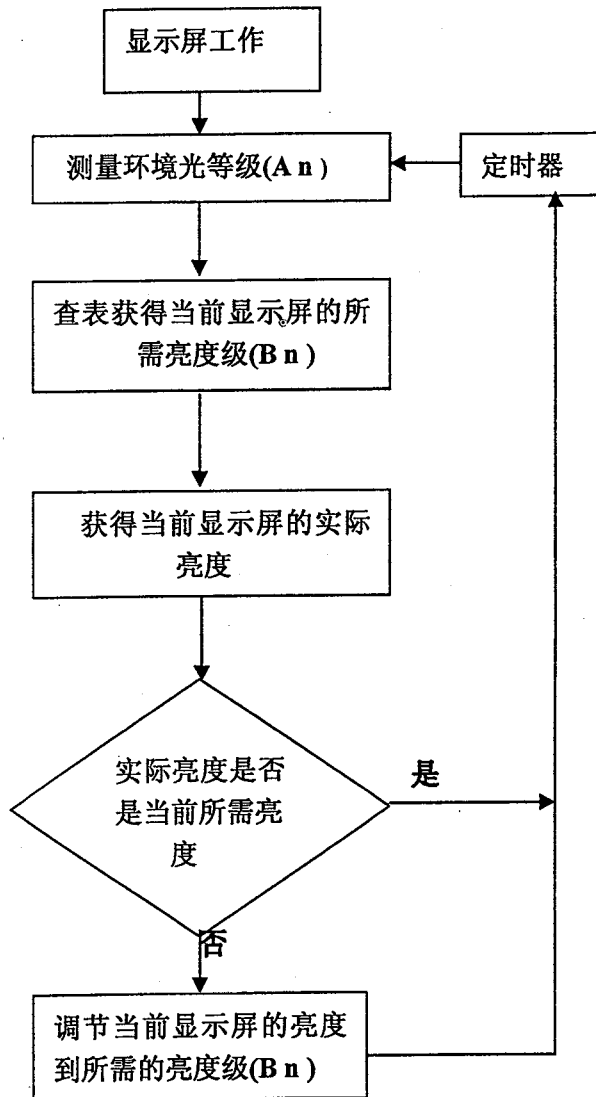 显示屏工作
测量环境光等级(A n)
定时器
查表获得当前显示屏的所
需亮度级(B n)
获得当前显示屏的实际
亮度
实际亮度是否
是当前所需亮
度
是
否
调节当前显示屏的亮度
到所需的亮度级(B n)